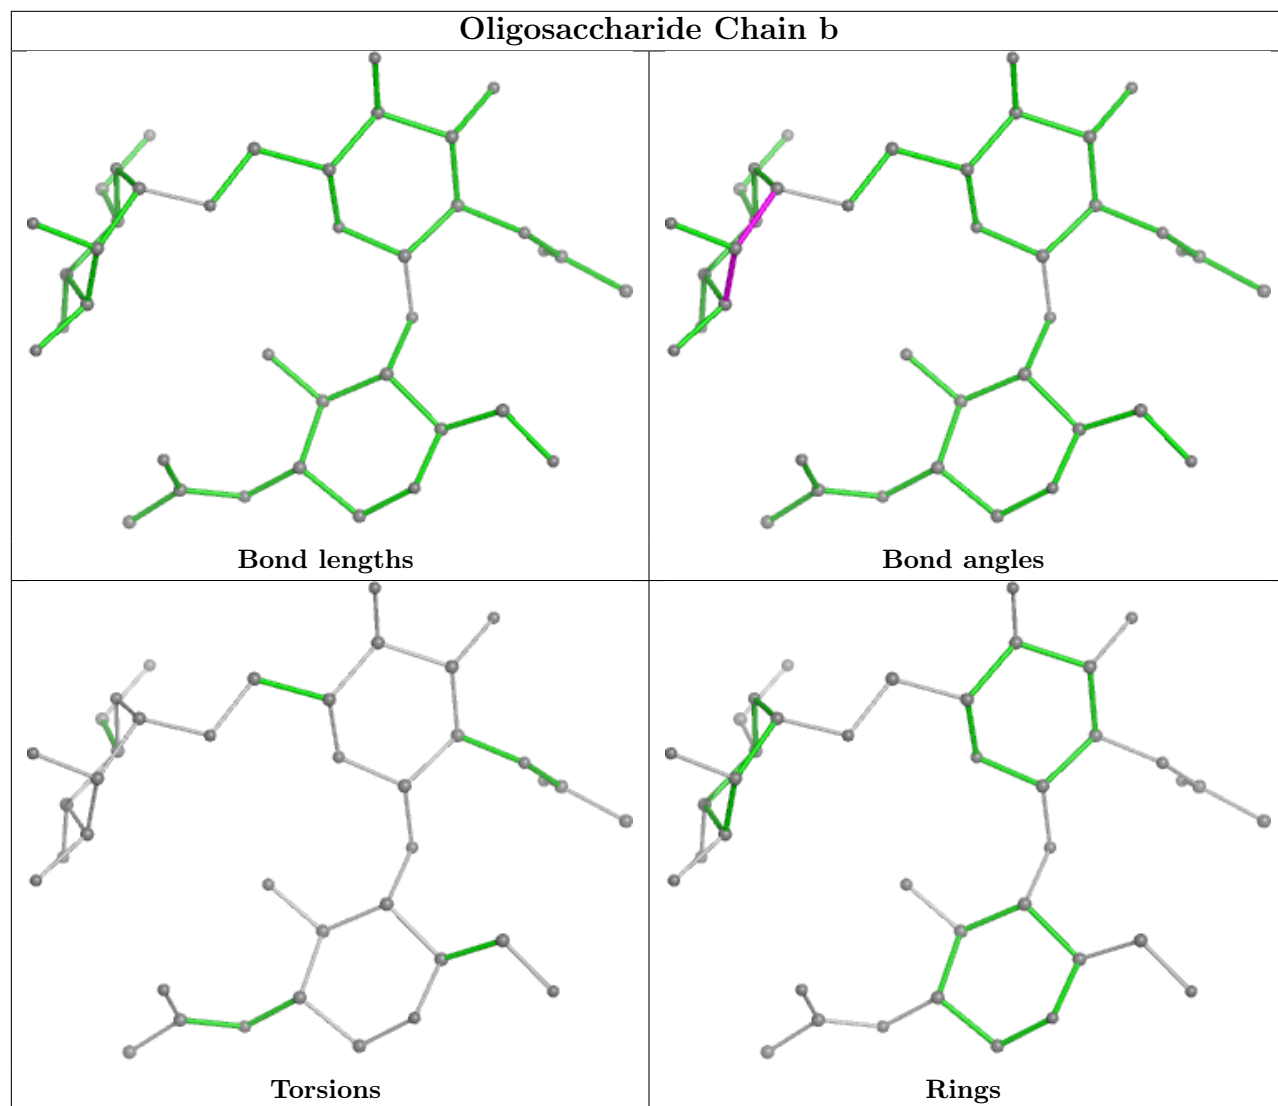 Oligosaccharide Chain b
Bond lengths
Bond angles
Torsions
Rings